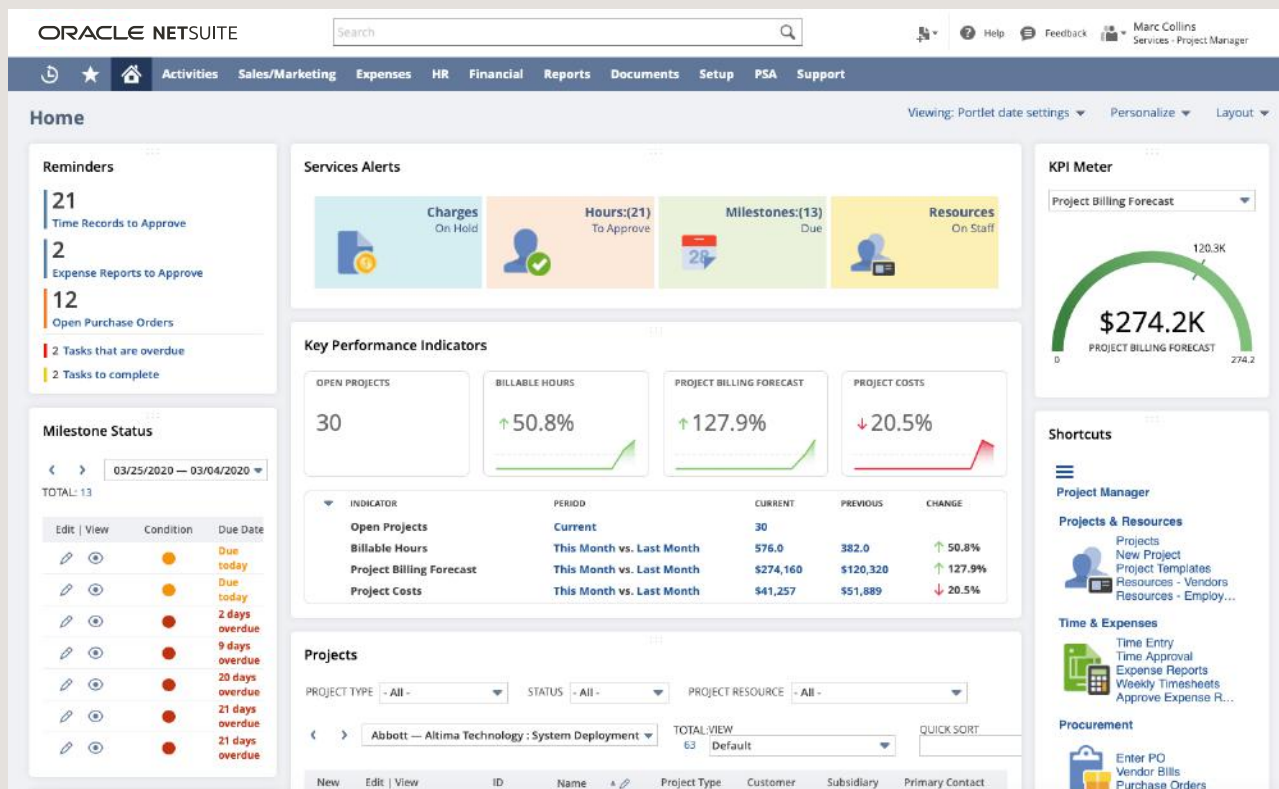 ORACLE NETSUITE
Search
Help
Feedback
Marc Collins
Services - Project Manager
Activities Sales/Marketing Expenses HR Financial Reports Documents Setup PSA Support
Home
Viewing: Portlet date settings Personalize Layout
Reminders
21
Time Records to Approve
2
Expense Reports to Approve
12
Open Purchase Orders
2 Tasks that are overdue
2 Tasks to complete
Milestone Status
03/25/2020 — 03/04/2020
TOTAL: 13
Edit | View Condition Due Date
Due
today
Due
today
2 days
overdue
9 days
overdue
20 days
overdue
21 days
overdue
21 days
overdue
Services Alerts
Charges
On Hold
Hours:(21)
To Approve
Milestones:(13)
Due
28
Resources
On Staff
Key Performance Indicators
OPEN PROJECTS
30
BILLABLE HOURS
↑ 50.8%
PROJECT BILLING FORECAST
↑ 127.9%
PROJECT COSTS
↓ 20.5%
INDICATOR PERIOD CURRENT PREVIOUS CHANGE
Open Projects Current 30
Billable Hours This Month vs. Last Month 576.0 382.0 ↑ 50.8%
Project Billing Forecast This Month vs. Last Month $274,160 $120,320 ↑ 127.9%
Project Costs This Month vs. Last Month $41,257 $51,889 ↓ 20.5%
Projects
PROJECT TYPE - All - STATUS - All - PROJECT RESOURCE - All -
Abbott — Altima Technology : System Deployment
TOTAL: 63
VIEW
Default
QUICK SORT
New Edit | View ID Name Project Type Customer Subsidiary Primary Contact
KPI Meter
Project Billing Forecast
120.3K
$274.2K
PROJECT BILLING FORECAST
0
274.2
Shortcuts
Project Manager
Projects & Resources
Projects
New Project
Project Templates
Resources - Vendors
Resources - Employ...
Time & Expenses
Time Entry
Time Approval
Expense Reports
Weekly Timesheets
Approve Expense R...
Procurement
Enter PO
Vendor Bills
Purchase Orders